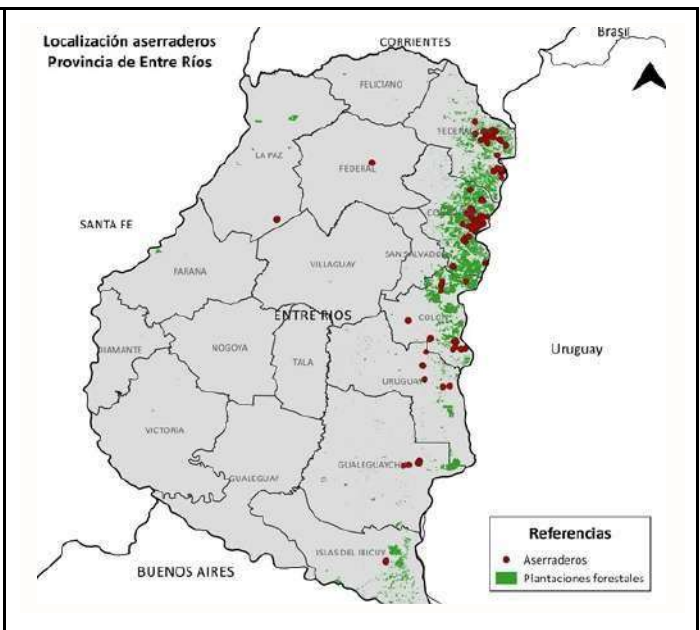 Localización aserraderos
Provincia de Entre Ríos
CORRIENTES
Brasil
FELICIANO
FEDERAL
LA PAZ
FEDERAL
SANTA FE
SAN SALVADOR
VILLAGUAY
PARANA
ENTRE RIOS
COLON
DIAMANTE
NOGOYA
TALA
Uruguay
URUGUAY
VICTORIA
GUALEGUAYCH
GUALEGUAY
ISLAS DEL IBICUY
BUENOS AIRES
Referencias
Aserraderos
Plantaciones forestales